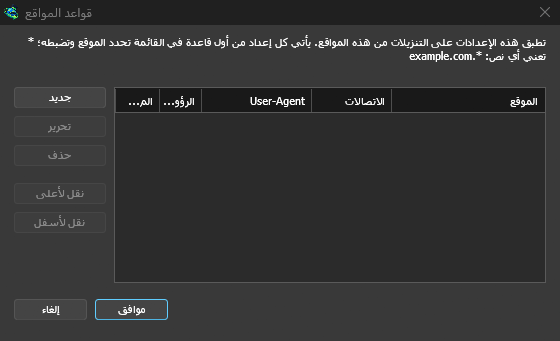 قواعد المواقع
تطبق هذه الإعدادات على التنزيلات من هذه المواقع. يأتي كل إعداد من أول قاعدة في القائمة تحدد الموقع وتضبطه؛ *
تعني أي نص: *.example.com
جديد
تحرير
حذف
نقل لأعلى
نقل لأسفل
الموقع
الاتصالات
User-Agent
الرؤو...
الم...
موافق
إلغاء